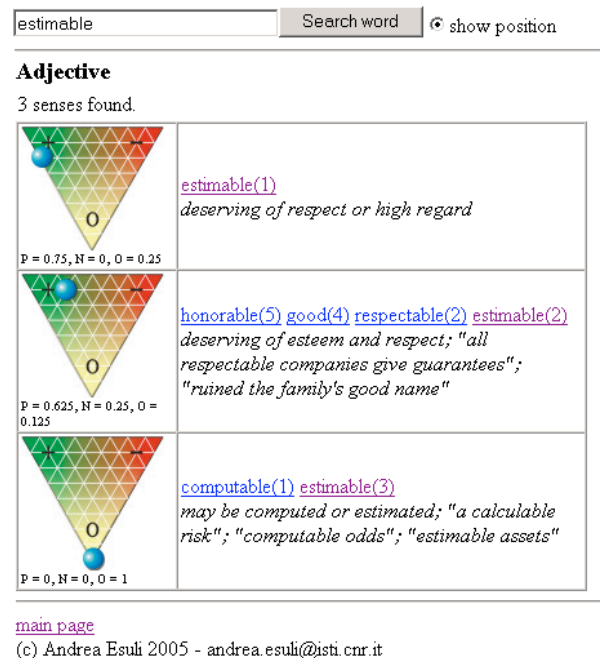 estimable Search word show position
Adjective
3 senses found.
+ −
O
P = 0.75, N = 0, O = 0.25
estimable(1)
deserving of respect or high regard
+ −
O
P = 0.625, N = 0.25, O =
0.125
honorable(5) good(4) respectable(2) estimable(2)
deserving of esteem and respect; "all
respectable companies give guarantees";
"ruined the family's good name"
+ −
O
P = 0, N = 0, O = 1
computable(1) estimable(3)
may be computed or estimated; "a calculable
risk"; "computable odds"; "estimable assets"
main page
(c) Andrea Esuli 2005 - andrea.esuli@isti.cnr.it